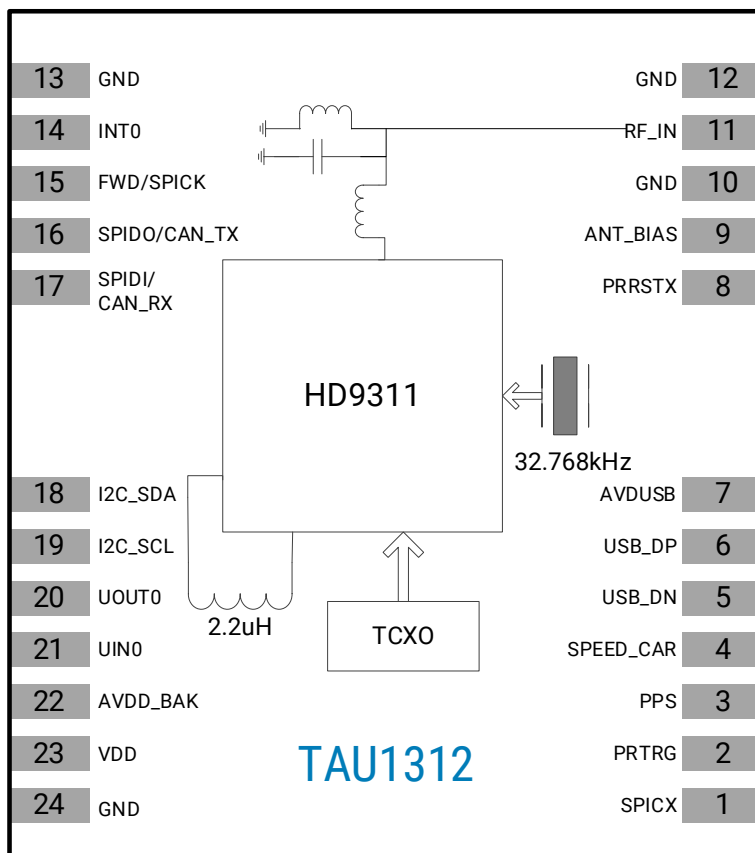 13 GND
14 INT0
15 FWD/SPICK
16 SPIDO/CAN_TX
17 SPIDI/
CAN_RX
18 I2C_SDA
19 I2C_SCL
20 UOUT0
21 UIN0
22 AVDD_BAK
23 VDD
24 GND
HD9311
32.768kHz
2.2uH
TCXO
TAU1312
GND 12
RF_IN 11
GND 10
ANT_BIAS 9
PRRSTX 8
AVDUSB 7
USB_DP 6
USB_DN 5
SPEED_CAR 4
PPS 3
PRTRG 2
SPICX 1